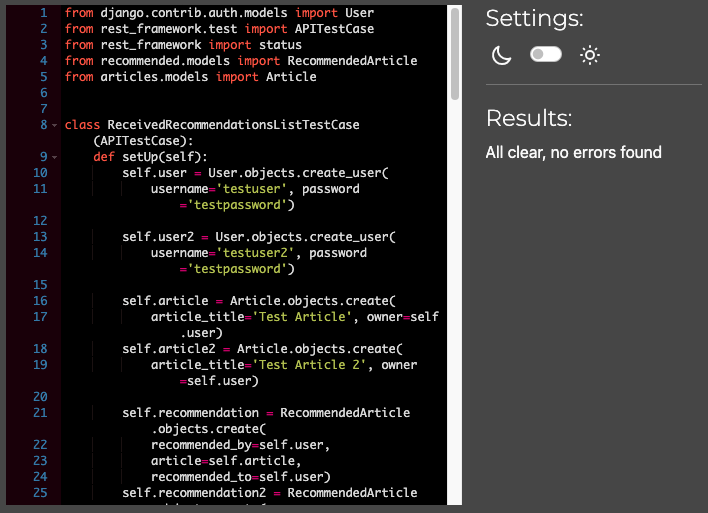 1 from django.contrib.auth.models import User
2 from rest_framework.test import APITestCase
3 from rest_framework import status
4 from recommended.models import RecommendedArticle
5 from articles.models import Article
6
7
8 class ReceivedRecommendationsListTestCase
(APITestCase):
9 def setUp(self):
10 self.user = User.objects.create_user(
11 username='testuser', password
='testpassword')
12
13 self.user2 = User.objects.create_user(
14 username='testuser2', password
='testpassword')
15
16 self.article = Article.objects.create(
17 article_title='Test Article', owner=self
.user)
18 self.article2 = Article.objects.create(
19 article_title='Test Article 2', owner
=self.user)
20
21 self.recommendation = RecommendedArticle
.objects.create(
22 recommended_by=self.user,
23 article=self.article,
24 recommended_to=self.user)
25 self.recommendation2 = RecommendedArticle
Settings:
Results:
All clear, no errors found